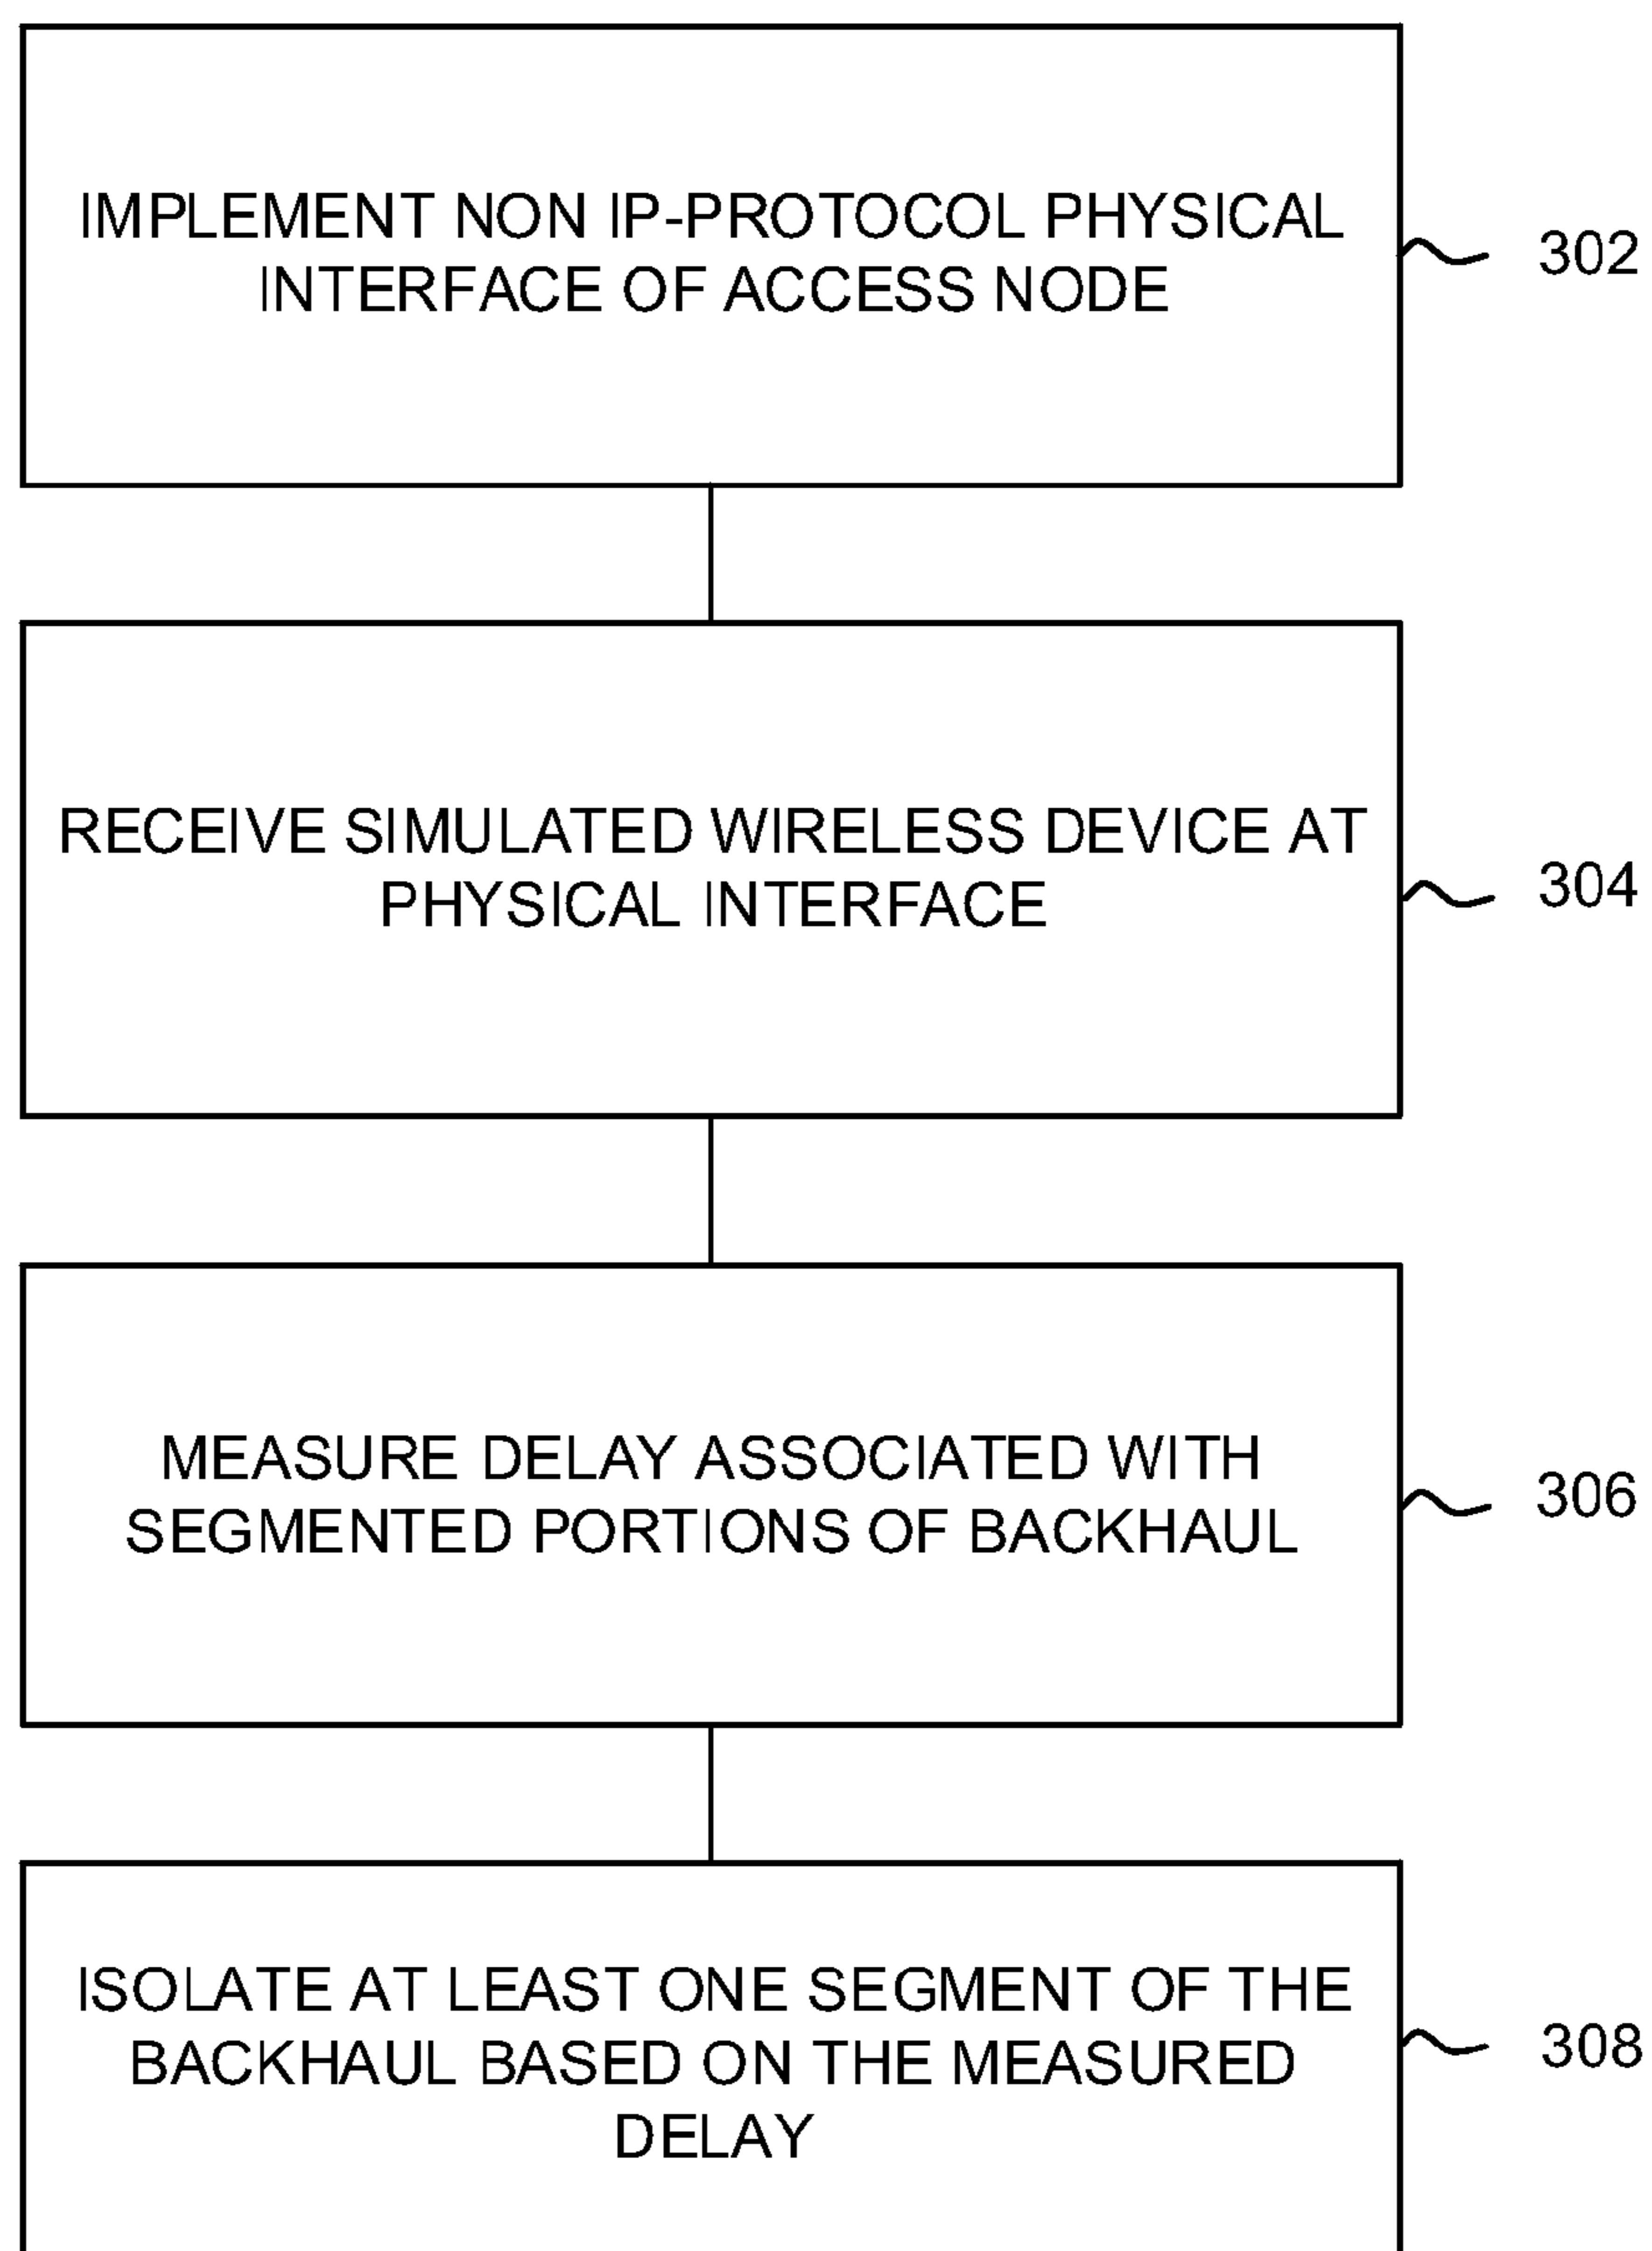 IMPLEMENT NON IP-PROTOCOL PHYSICAL
INTERFACE OF ACCESS NODE
302
RECEIVE SIMULATED WIRELESS DEVICE AT
PHYSICAL INTERFACE
304
MEASURE DELAY ASSOCIATED WITH
SEGMENTED PORTIONS OF BACKHAUL
306
ISOLATE AT LEAST ONE SEGMENT OF THE
BACKHAUL BASED ON THE MEASURED
DELAY
308